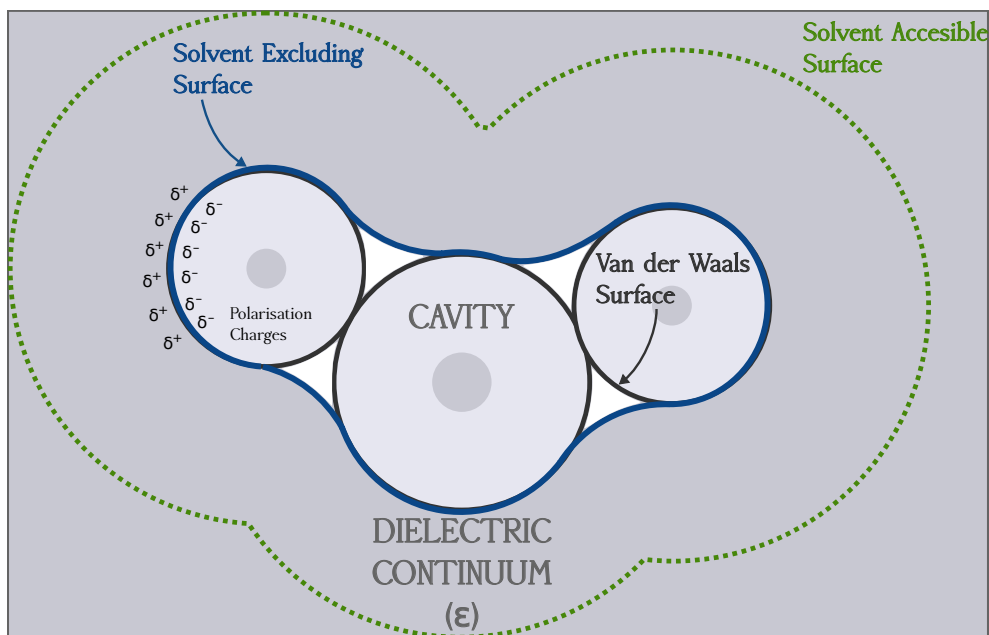 Solvent Accesible
Surface
Solvent Excluding
Surface
δ+
δ-
δ+
δ-
δ+
δ-
δ+
δ-
δ-
δ+
δ-
δ+
Polarisation
Charges
CAVITY
Van der Waals
Surface
DIELECTRIC
CONTINUUM
(ε)